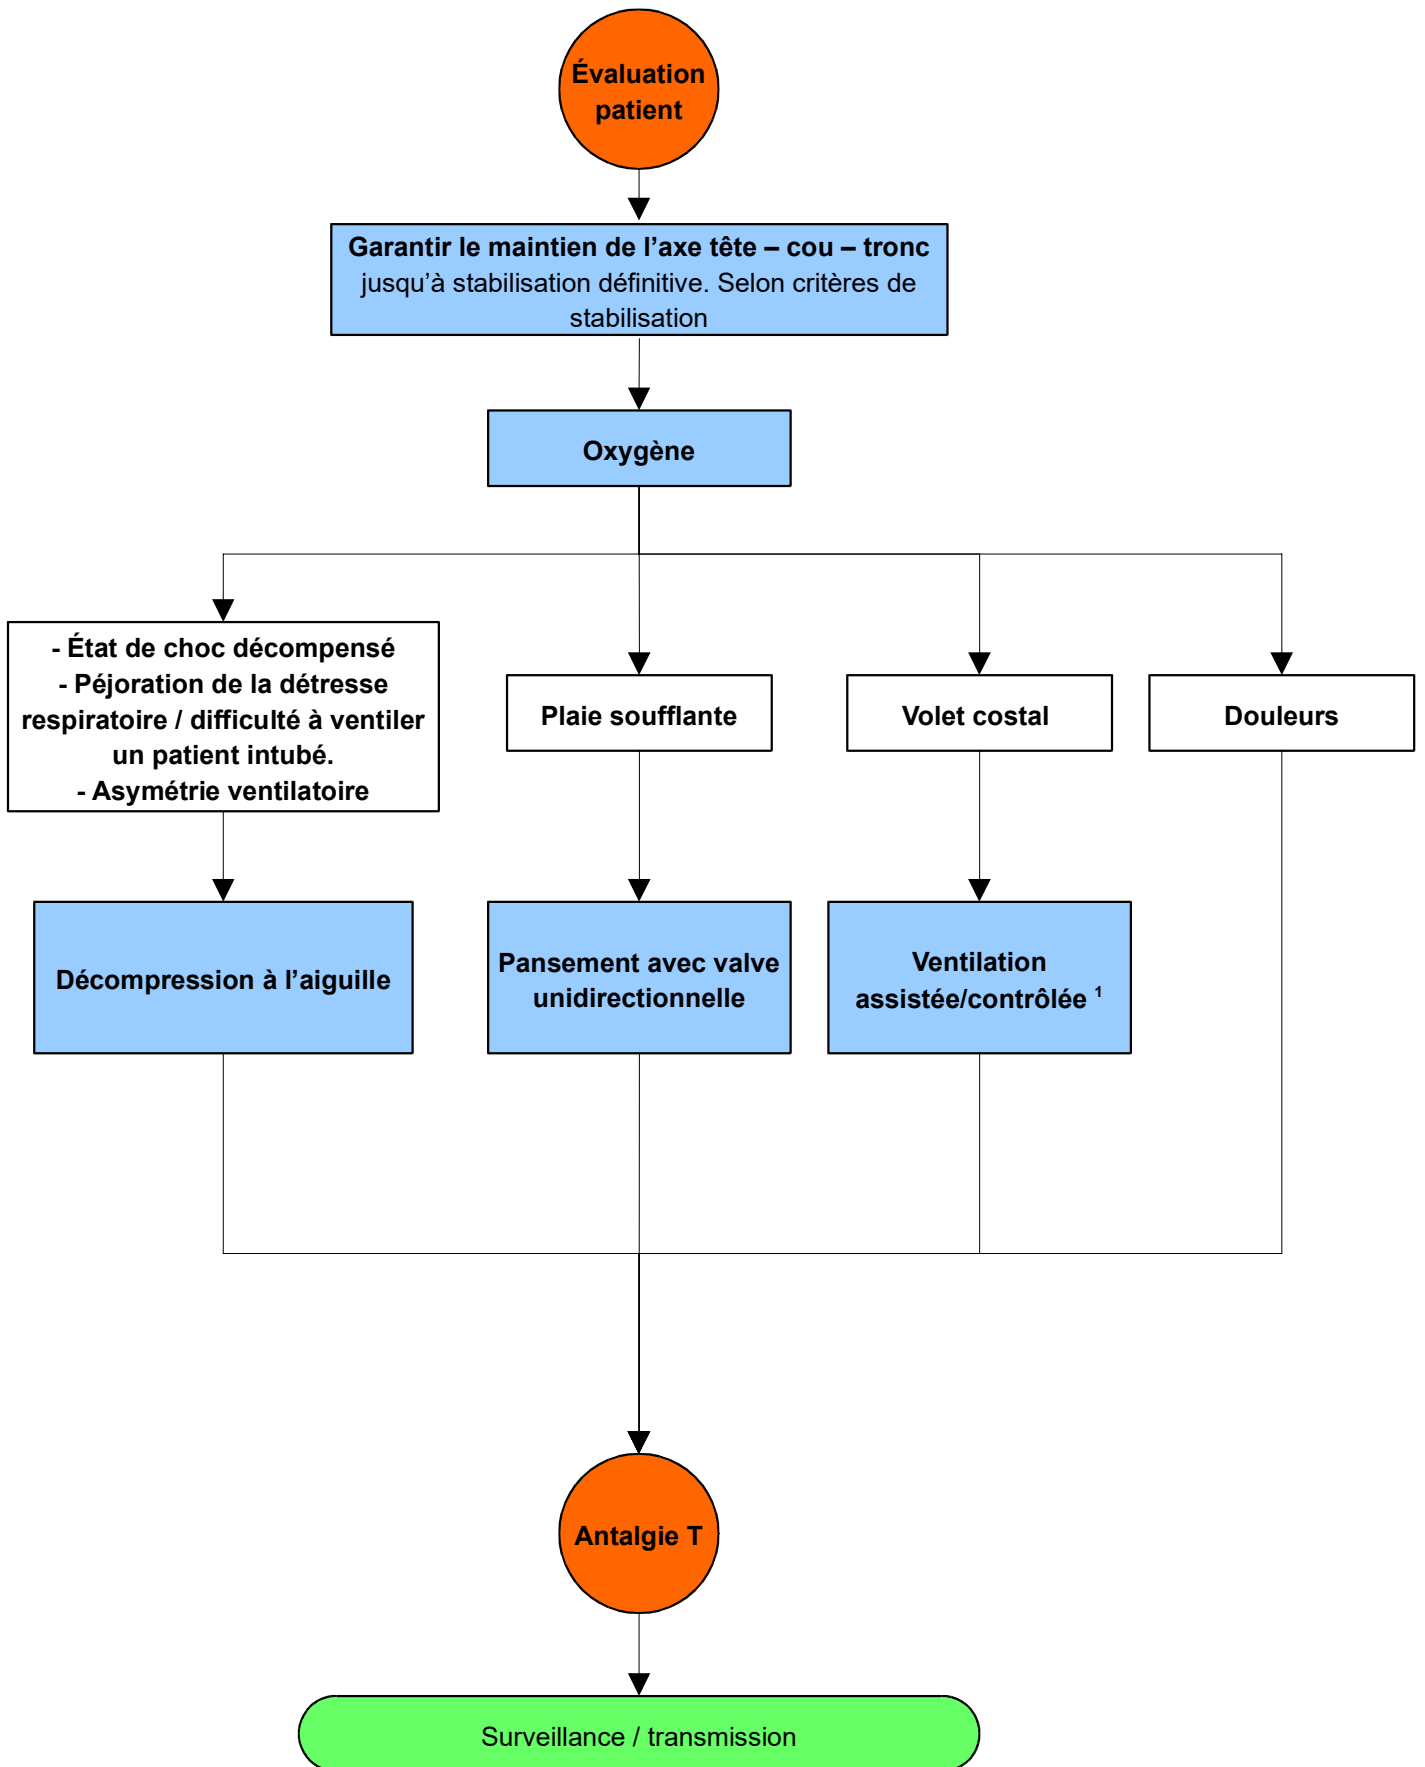 Évaluation
patient
Garantir le maintien de l’axe tête – cou – tronc
jusqu’à stabilisation définitive. Selon critères de
stabilisation
Oxygène
- État de choc décompensé
- Péjoration de la détresse
respiratoire / difficulté à ventiler
un patient intubé.
- Asymétrie ventilatoire
Plaie soufflante
Volet costal
Douleurs
Décompression à l’aiguille
Pansement avec valve
unidirectionnelle
Ventilation
assistée/contrôlée ¹
Antalgie T
Surveillance / transmission